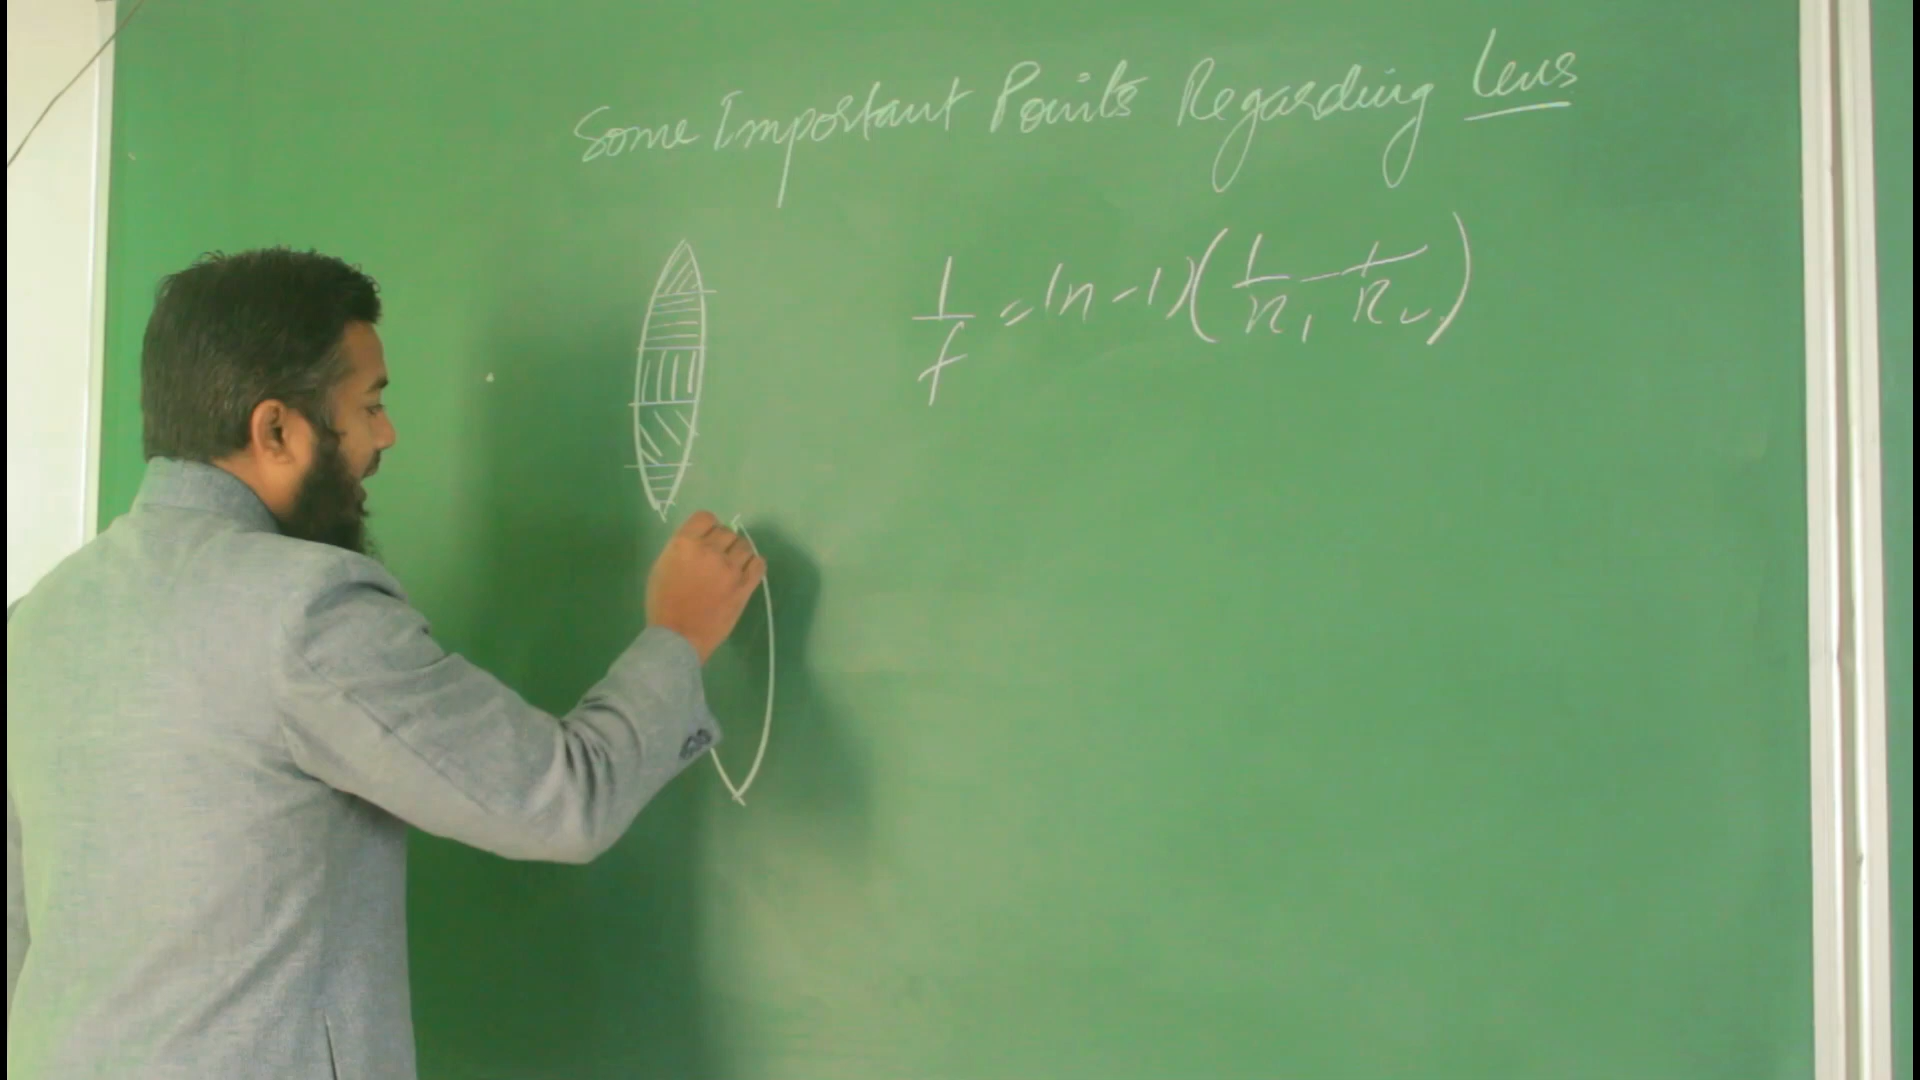 Some Important Points Regarding Lens
1/f = (n-1)(1/R₁ - 1/R₂)